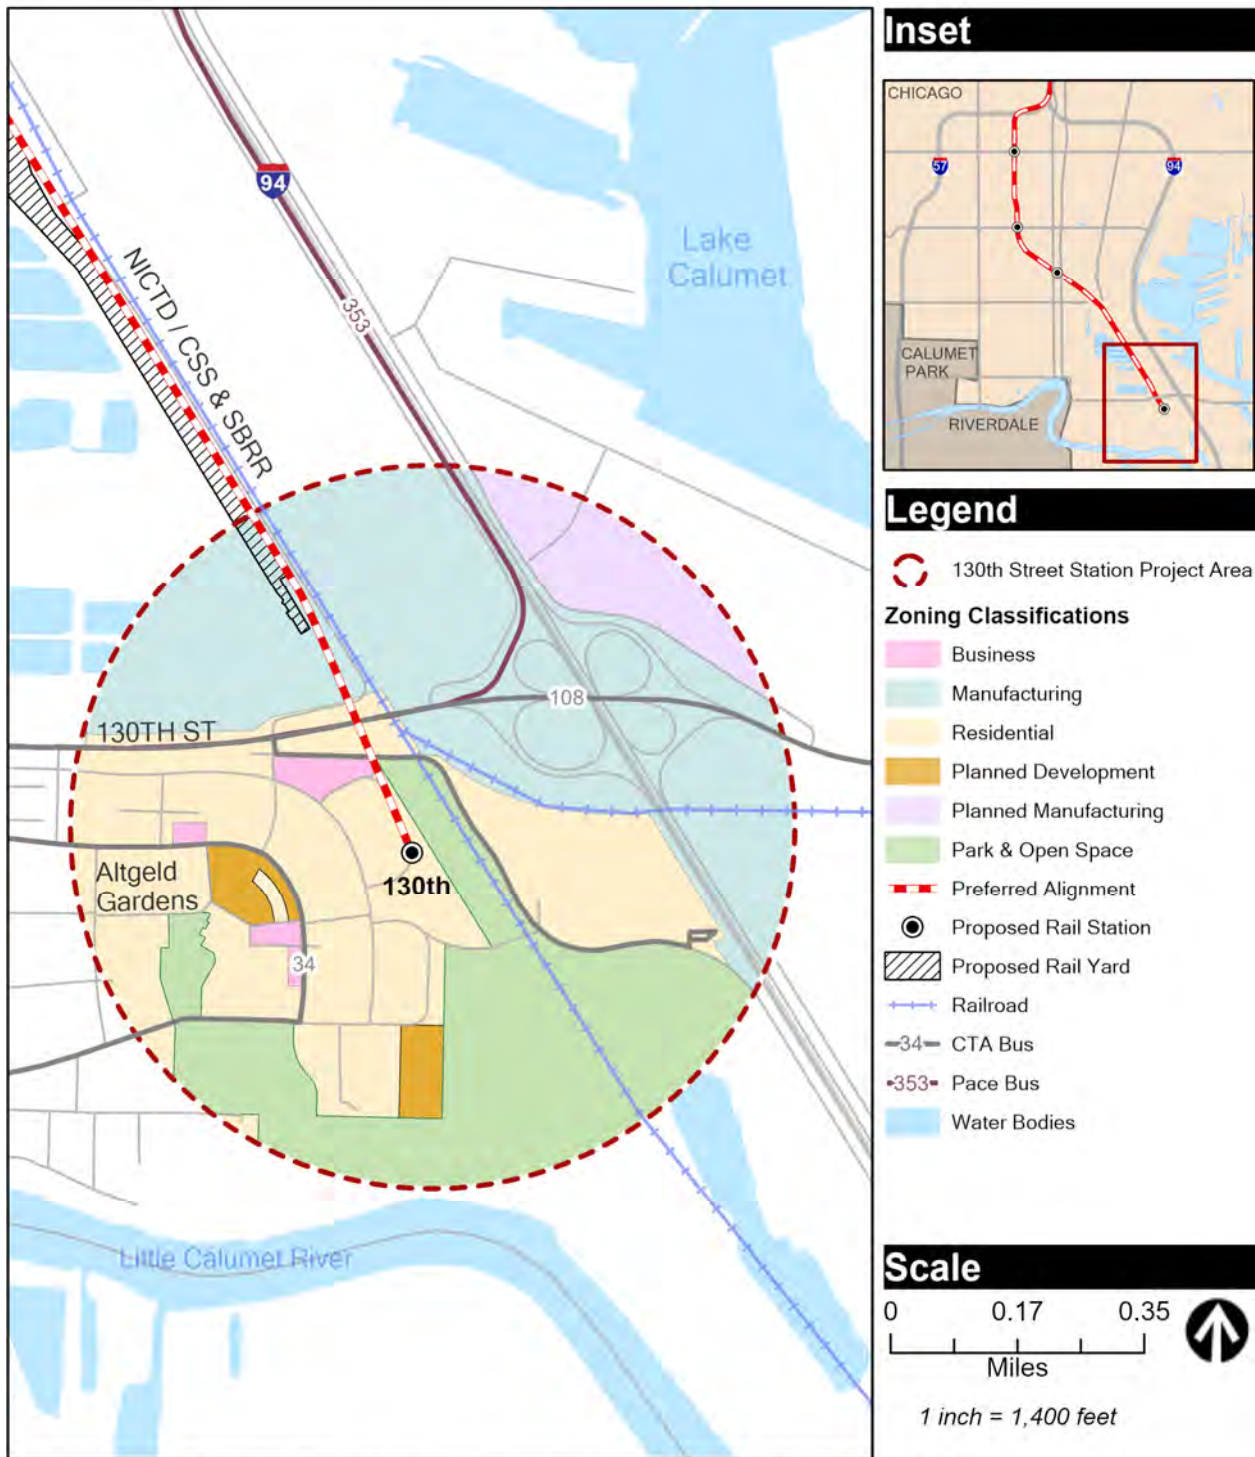 94
Lake
Calumet
353
NICTD / CSS & SBRR
108
130TH ST
Altgeld
Gardens
130th
34
Little Calumet River
Inset
CHICAGO
57
94
CALUMET
PARK
RIVERDALE
Legend
130th Street Station Project Area
Zoning Classifications
Business
Manufacturing
Residential
Planned Development
Planned Manufacturing
Park & Open Space
Preferred Alignment
Proposed Rail Station
Proposed Rail Yard
Railroad
34 CTA Bus
353 Pace Bus
Water Bodies
Scale
0 0.17 0.35
Miles
1 inch = 1,400 feet